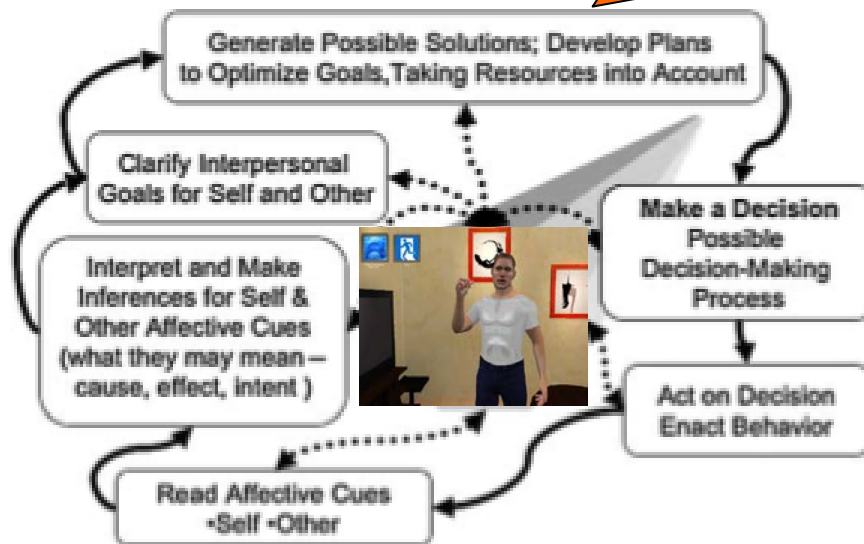 Generate Possible Solutions; Develop Plans
to Optimize Goals,Taking Resources into Account
Clarify Interpersonal
Goals for Self and Other
Make a Decision
Possible
Decision-Making
Process
Interpret and Make
Inferences for Self &
Other Affective Cues
(what they may mean—
cause, effect, intent )
Act on Decision
Enact Behavior
Read Affective Cues
•Self •Other